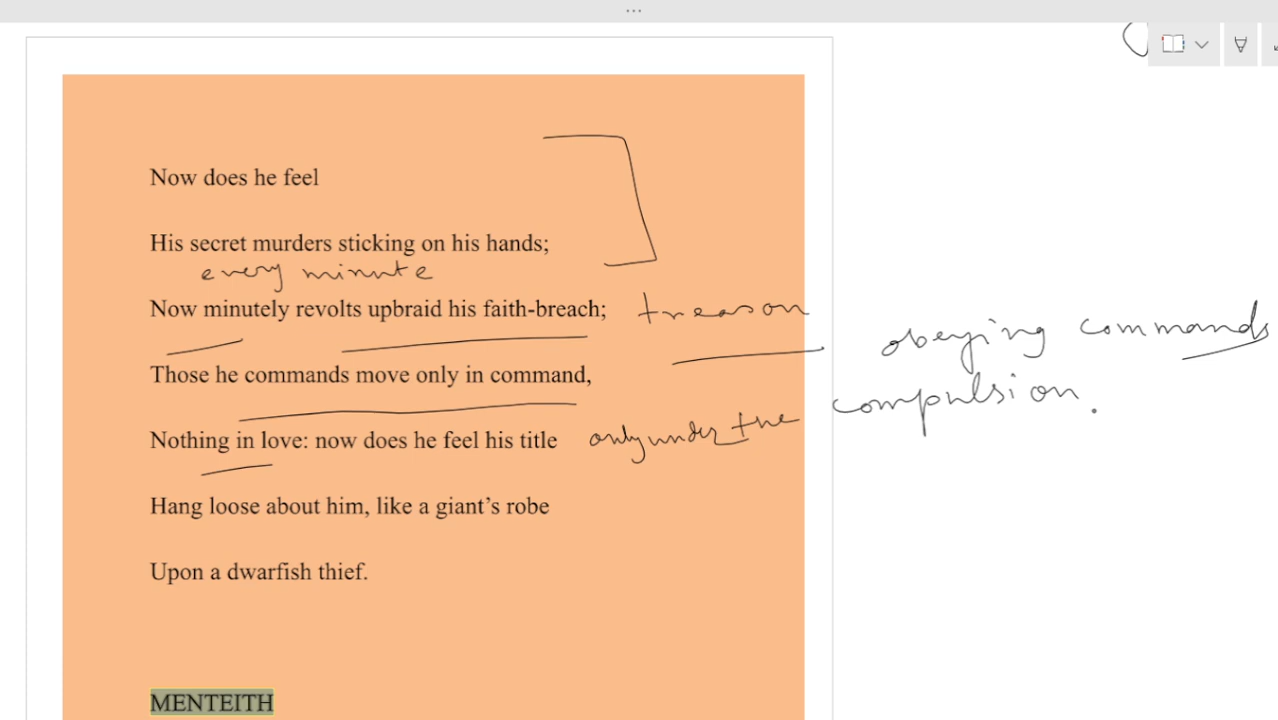 Now does he feel
His secret murders sticking on his hands;
every minute
Now minutely revolts upbraid his faith-breach; treason
obeying commands
Those he commands move only in command,
Nothing in love: now does he feel his title only under the compulsion.
Hang loose about him, like a giant’s robe
Upon a dwarfish thief.
MENTEITH